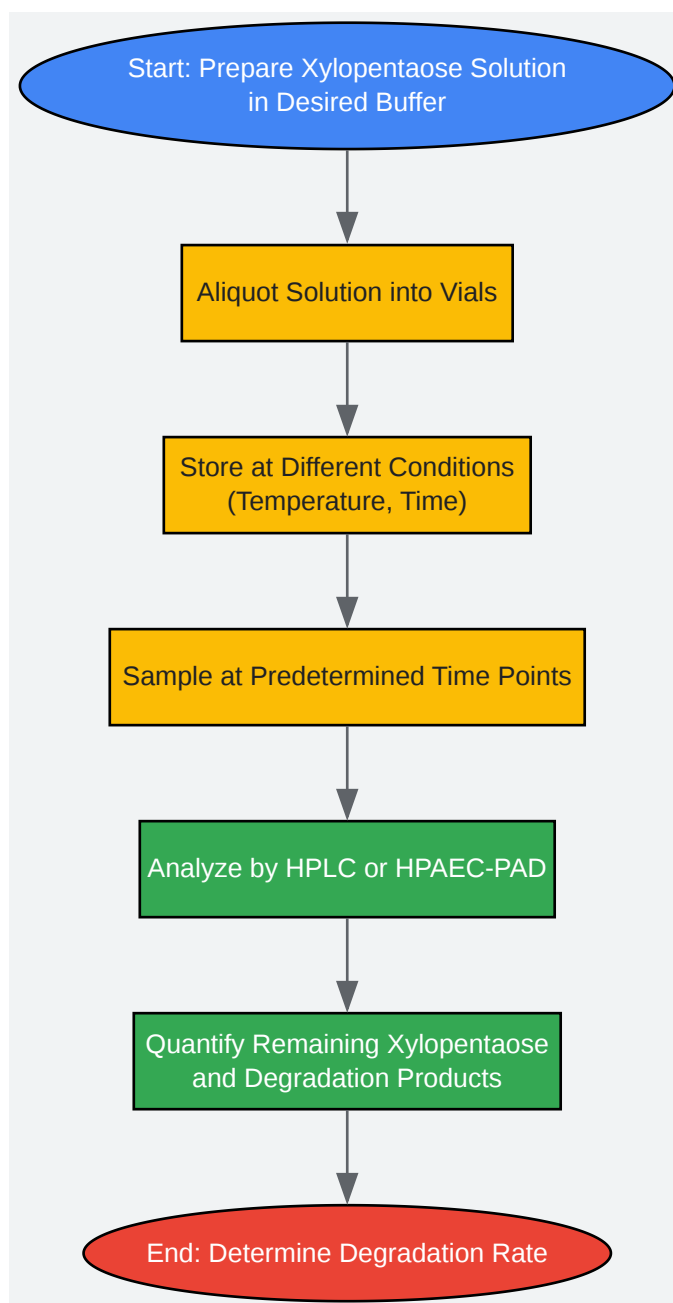 Start: Prepare Xylopentaose Solution
in Desired Buffer
Aliquot Solution into Vials
Store at Different Conditions
(Temperature, Time)
Sample at Predetermined Time Points
Analyze by HPLC or HPAEC-PAD
Quantify Remaining Xylopentaose
and Degradation Products
End: Determine Degradation Rate